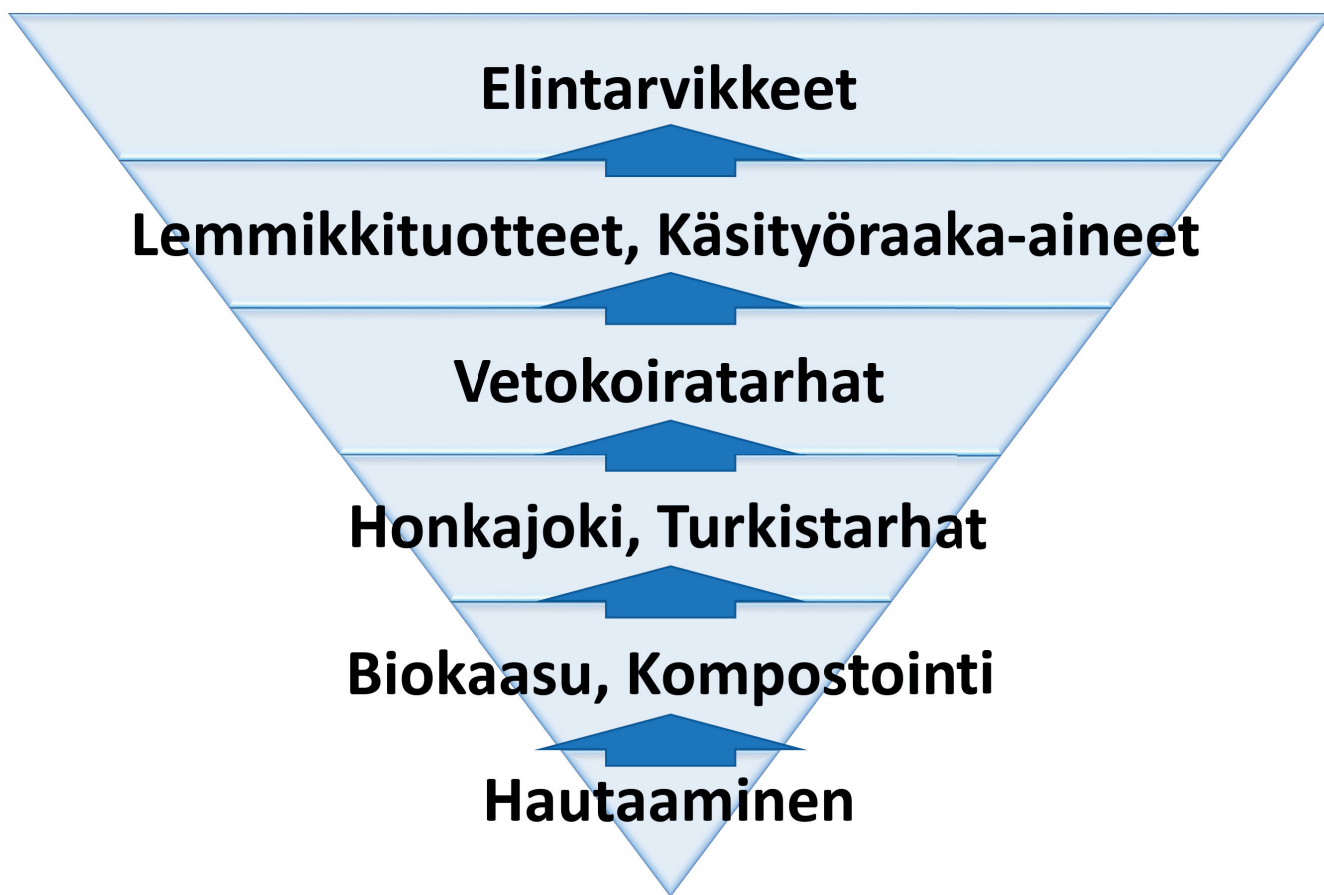 Elintarvikkeet
Lemmikkituotteet, Käsityöraaka-aineet
Vetokoiratarhat
Honkajoki, Turkistarhat
Biokaasu, Kompostointi
Hautaaminen